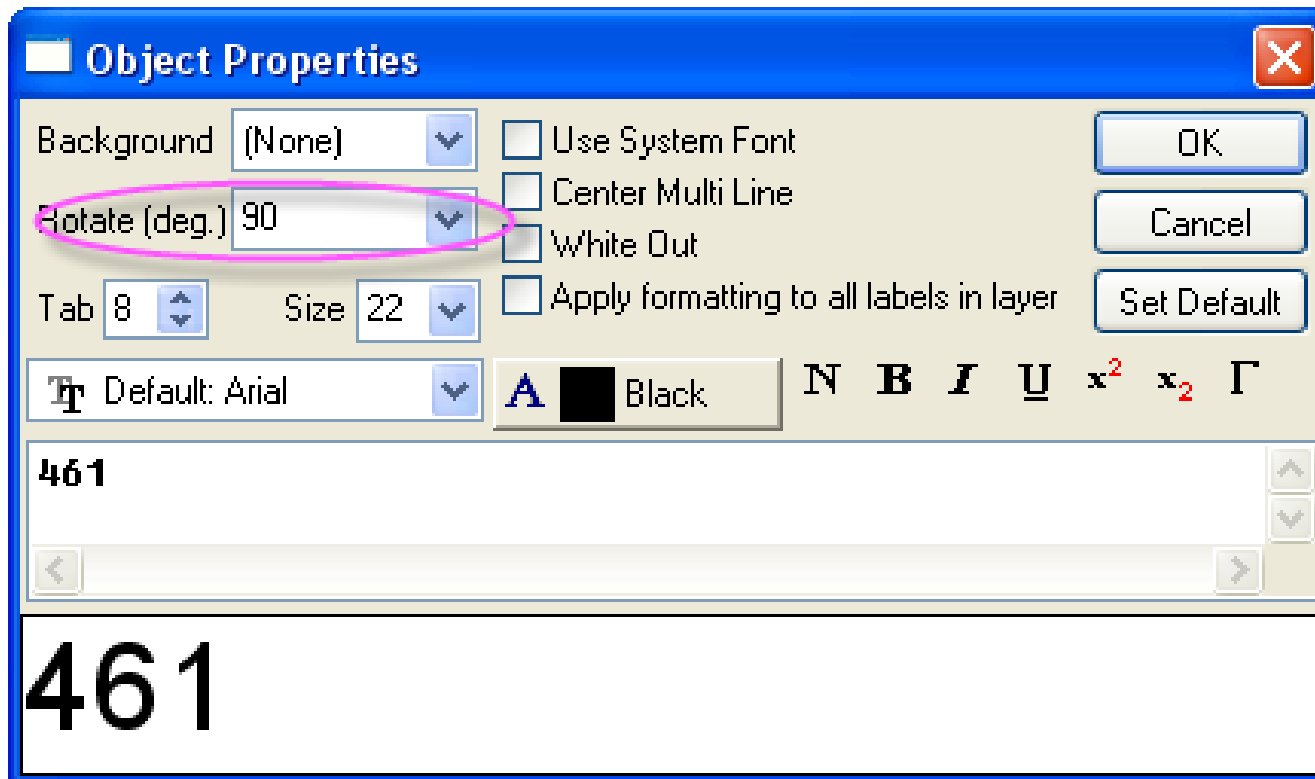 Object Properties
Background (None) Use System Font OK
Center Multi Line
Rotate (deg.) 90 White Out Cancel
Tab 8 Size 22 Apply formatting to all labels in layer Set Default
Default: Arial A Black N B I U x² x₂ Γ
461
461